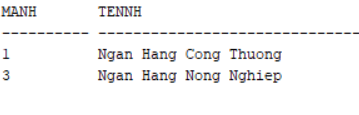 MANH       TENNH
---------- ------------------------------
1          Ngan Hang Cong Thuong
3          Ngan Hang Nong Nghiep